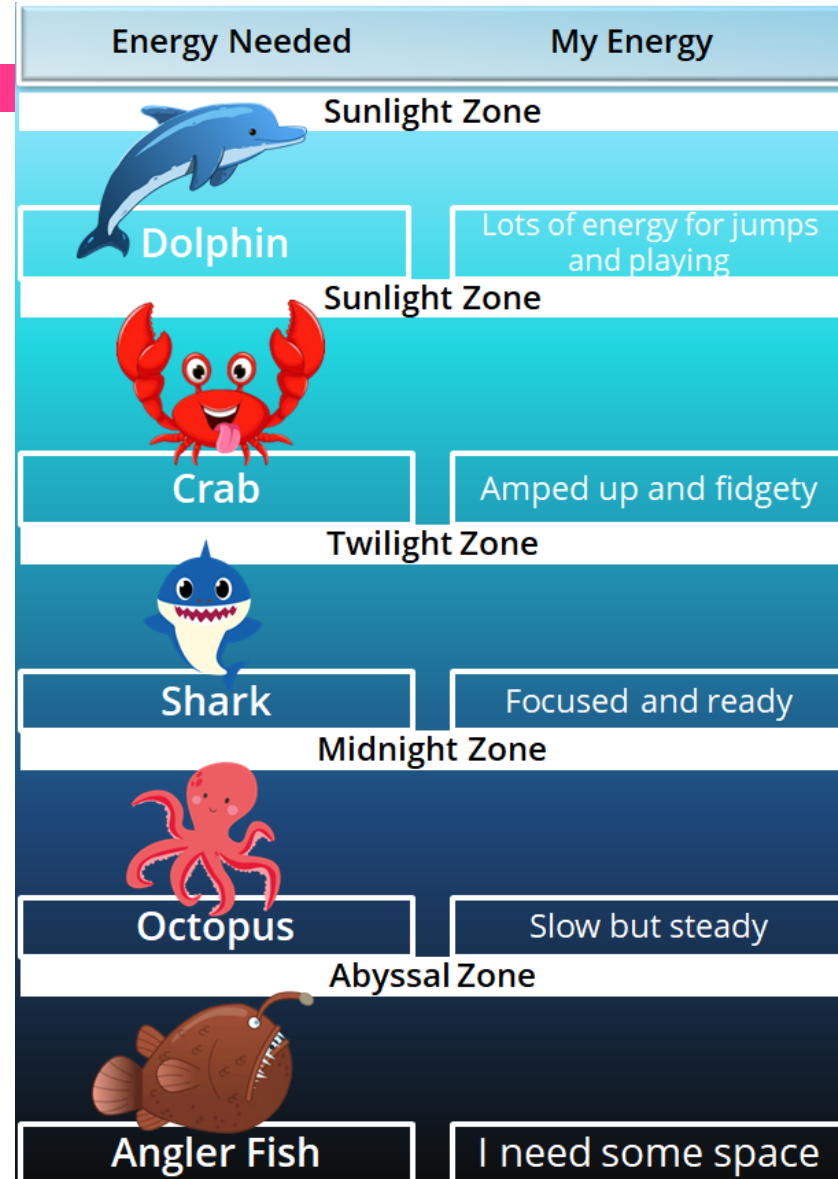 Energy Needed My Energy
Sunlight Zone
Dolphin
Lots of energy for jumps
and playing
Sunlight Zone
Crab
Amped up and fidgety
Twilight Zone
Shark
Focused and ready
Midnight Zone
Octopus
Slow but steady
Abyssal Zone
Angler Fish
I need some space